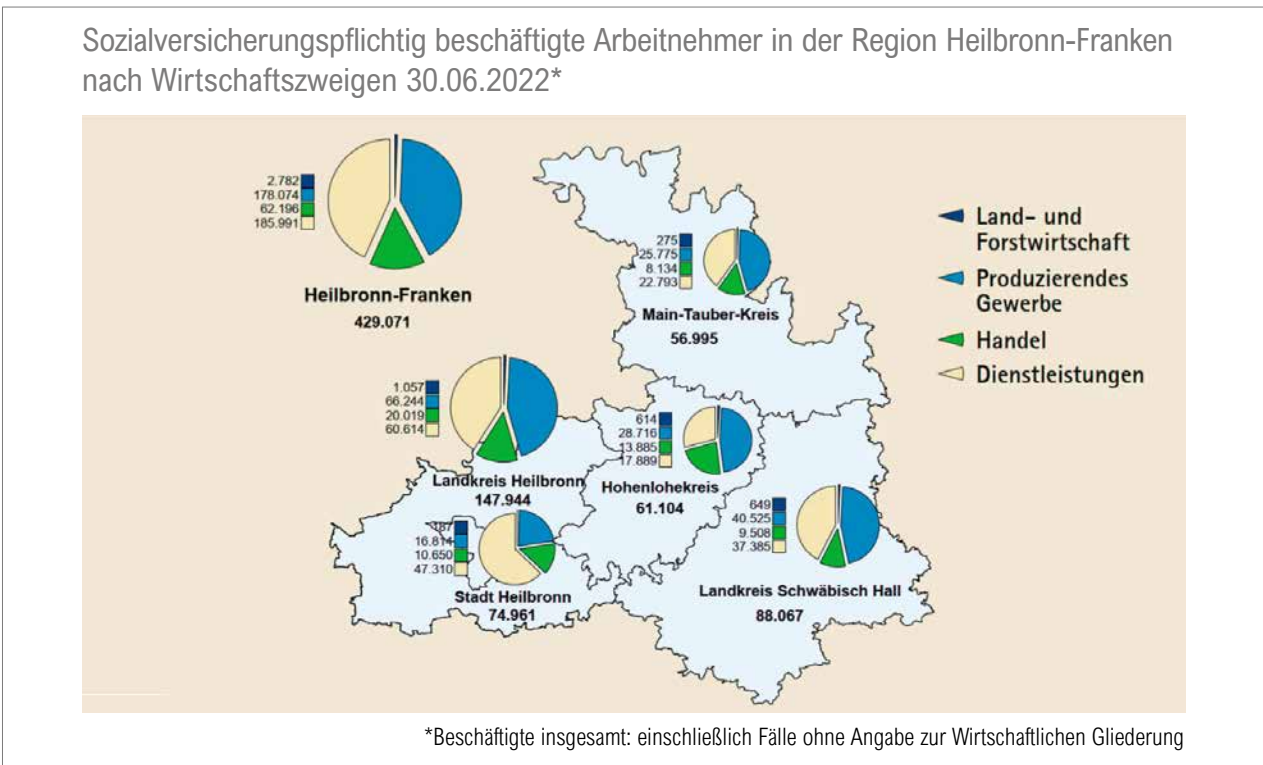 Sozialversicherungspflichtig beschäftigte Arbeitnehmer in der Region Heilbronn-Franken
nach Wirtschaftszweigen 30.06.2022*
2.782
178.074
62.196
185.991
Heilbronn-Franken
429.071
275
25.775
8.134
22.793
Main-Tauber-Kreis
56.995
Land- und
Forstwirtschaft
Produzierendes
Gewerbe
Handel
Dienstleistungen
1.057
66.244
20.019
60.614
Landkreis Heilbronn
147.944
614
28.716
13.885
17.889
Hohenlohekreis
61.104
187
16.814
10.650
47.310
Stadt Heilbronn
74.961
649
40.525
9.508
37.385
Landkreis Schwäbisch Hall
88.067
*Beschäftigte insgesamt: einschließlich Fälle ohne Angabe zur Wirtschaftlichen Gliederung